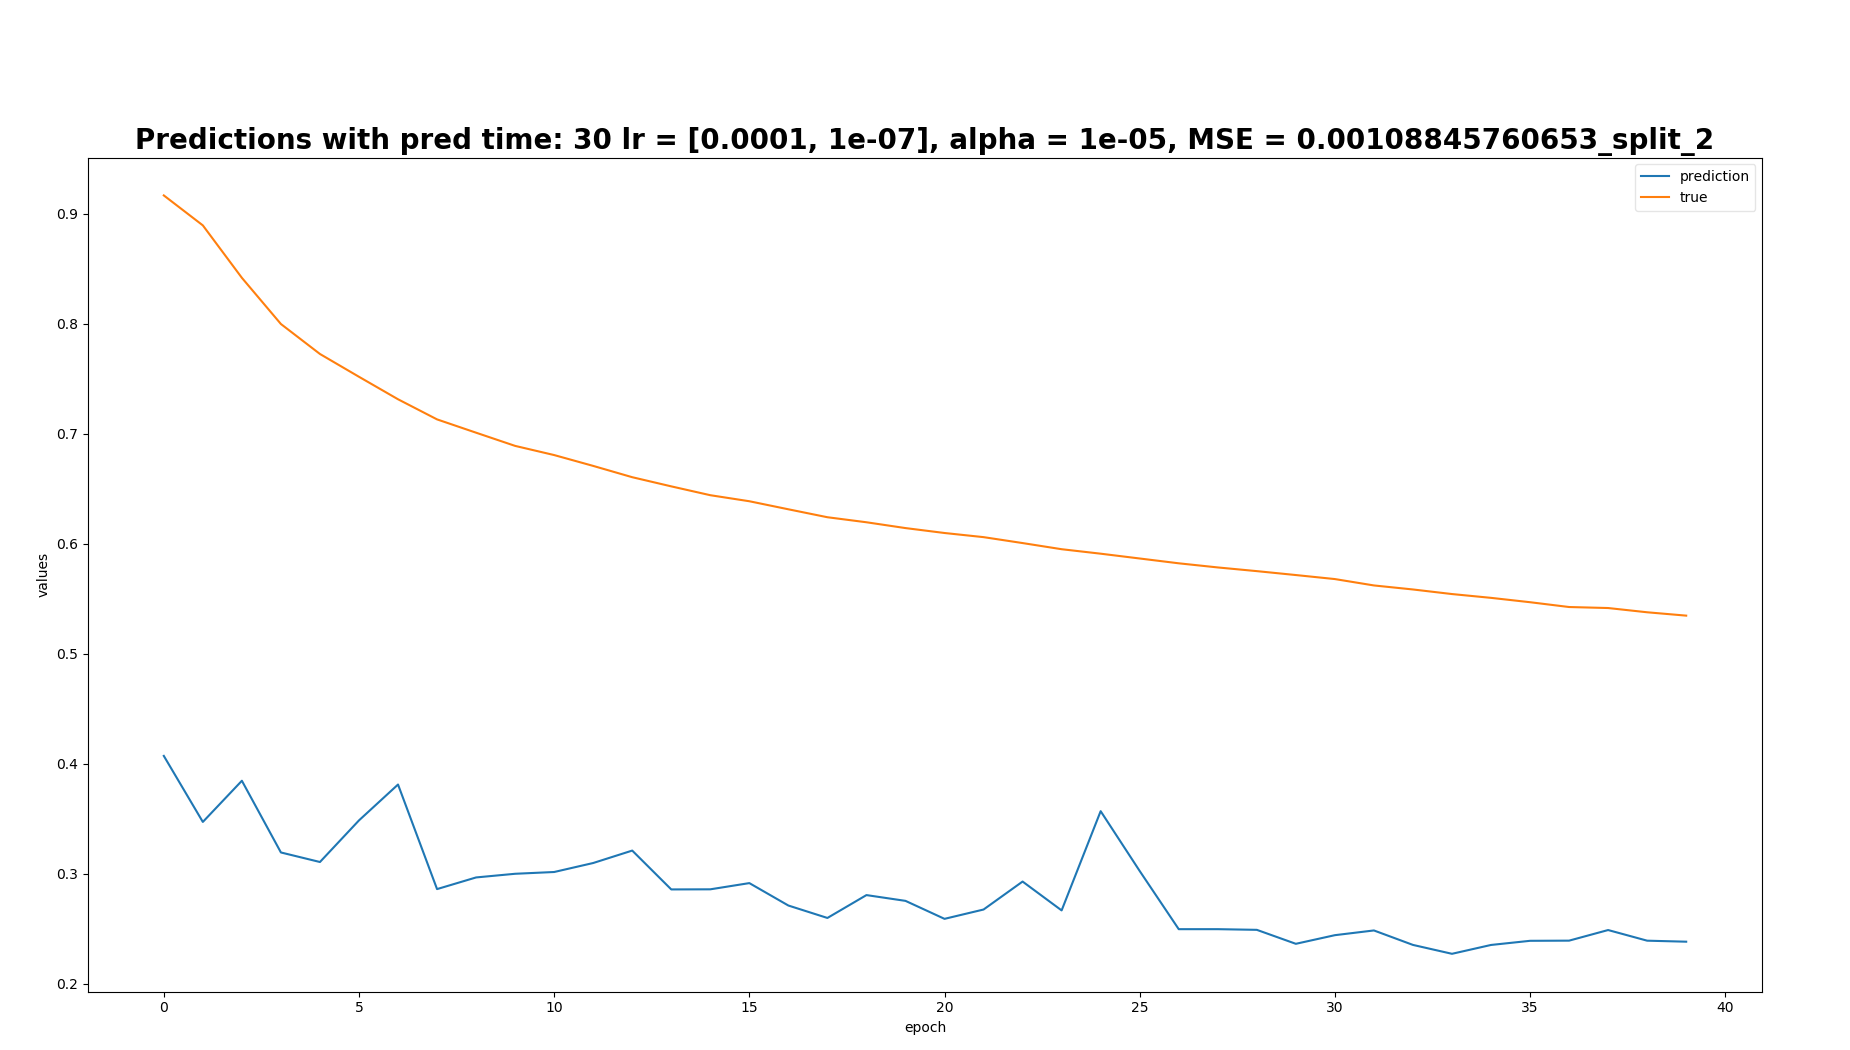 Predictions with pred time: 30 lr = [0.0001, 1e-07], alpha = 1e-05, MSE = 0.00108845760653_split_2
prediction
true
0.9
0.8
0.7
0.6
0.5
0.4
0.3
0.2
values
0 5 10 15 20 25 30 35 40
epoch